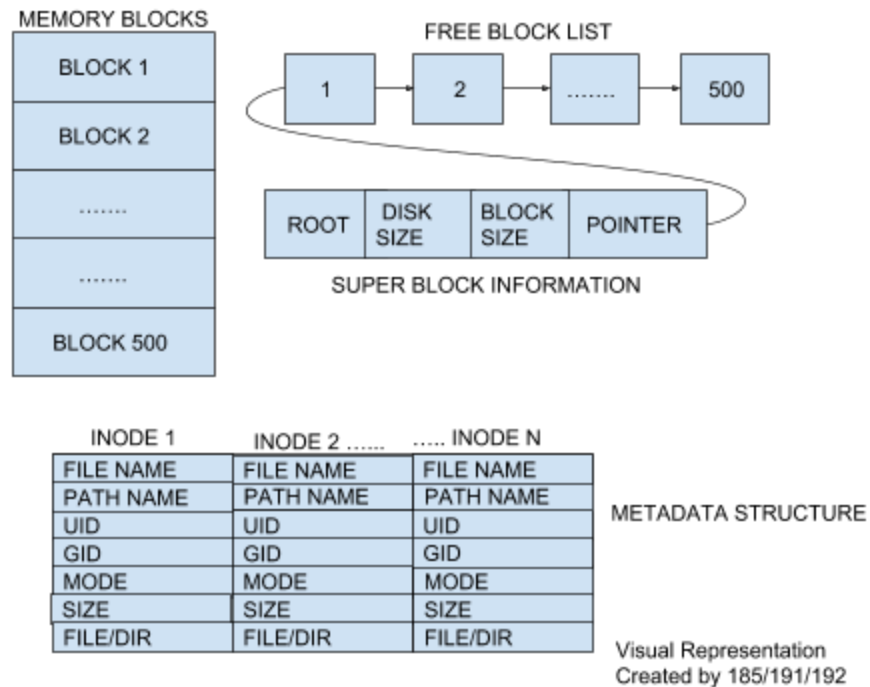 MEMORY BLOCKS
BLOCK 1
BLOCK 2
.......
.......
BLOCK 500
FREE BLOCK LIST
1
2
.......
500
ROOT
DISK
SIZE
BLOCK
SIZE
POINTER
SUPER BLOCK INFORMATION
INODE 1
INODE 2 ......
..... INODE N
FILE NAME
FILE NAME
FILE NAME
PATH NAME
PATH NAME
PATH NAME
UID
UID
UID
GID
GID
GID
MODE
MODE
MODE
SIZE
SIZE
SIZE
FILE/DIR
FILE/DIR
FILE/DIR
METADATA STRUCTURE
Visual Representation
Created by 185/191/192